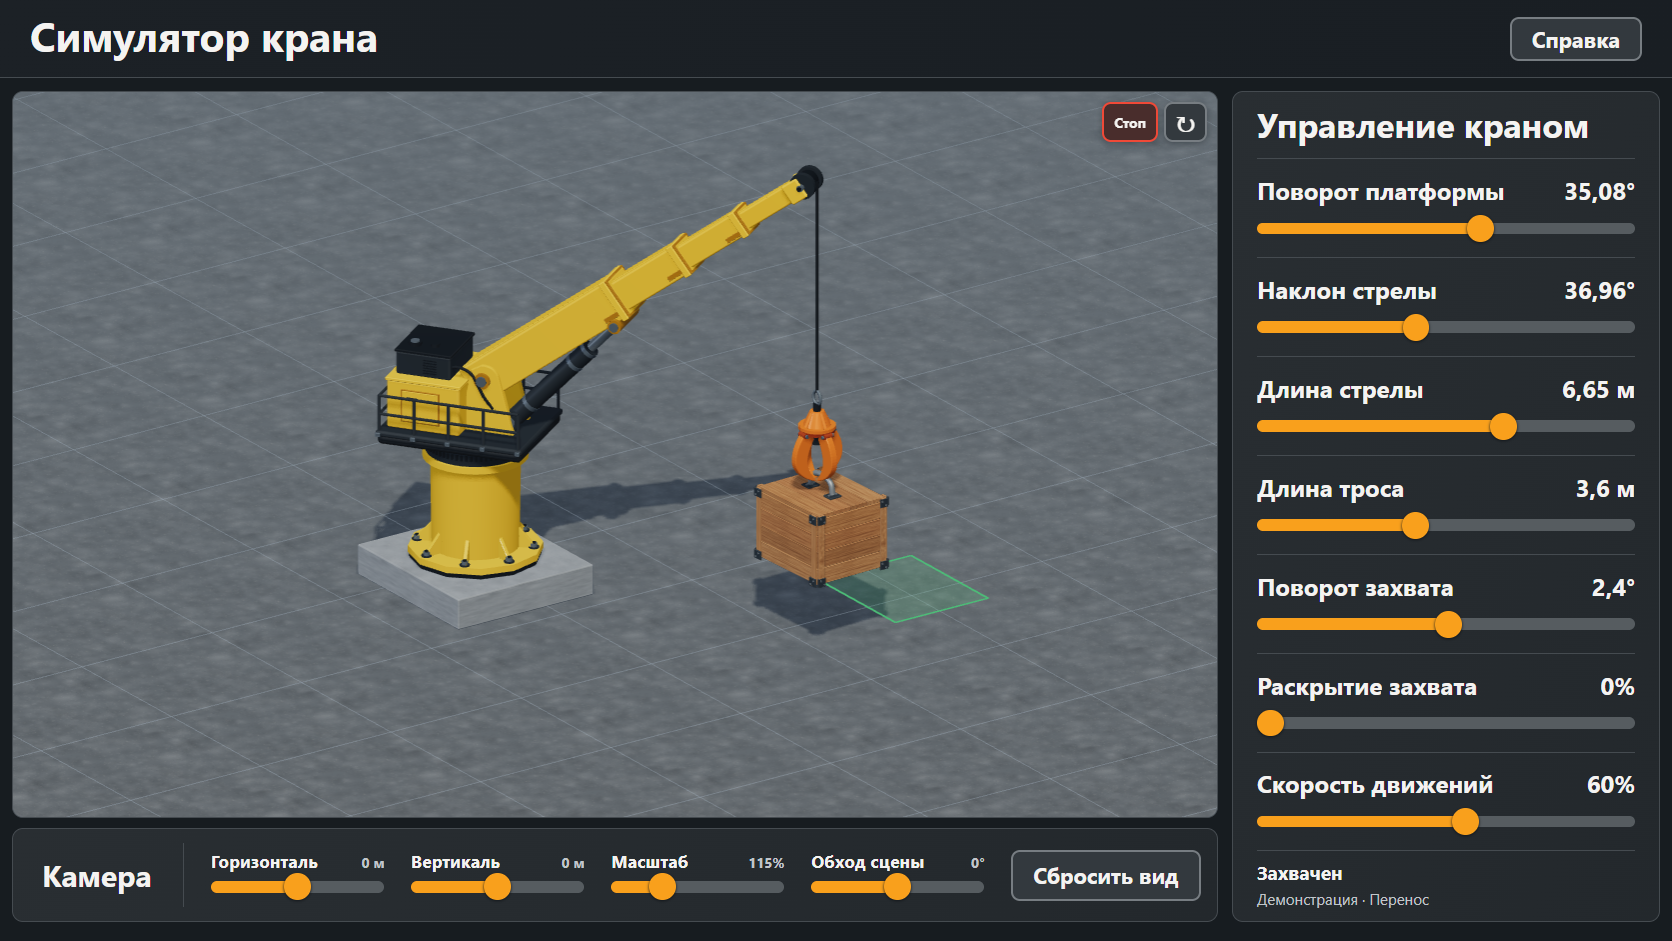 Симулятор крана
Справка
Стоп
↻
Управление краном
Поворот платформы 35,08°
Наклон стрелы 36,96°
Длина стрелы 6,65 м
Длина троса 3,6 м
Поворот захвата 2,4°
Раскрытие захвата 0%
Скорость движений 60%
Захвачен
Демонстрация · Перенос
Камера
Горизонталь 0 м
Вертикаль 0 м
Масштаб 115%
Обход сцены 0°
Сбросить вид